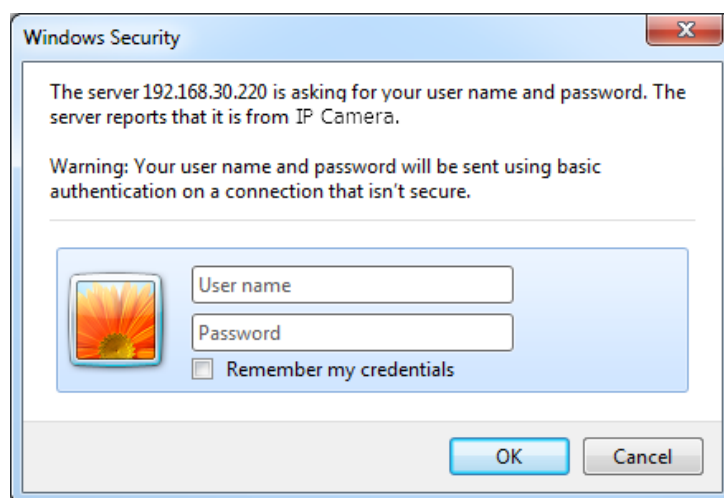 Windows Security
The server 192.168.30.220 is asking for your user name and password. The
server reports that it is from IP Camera.
Warning: Your user name and password will be sent using basic
authentication on a connection that isn't secure.
User name
Password
Remember my credentials
OK
Cancel